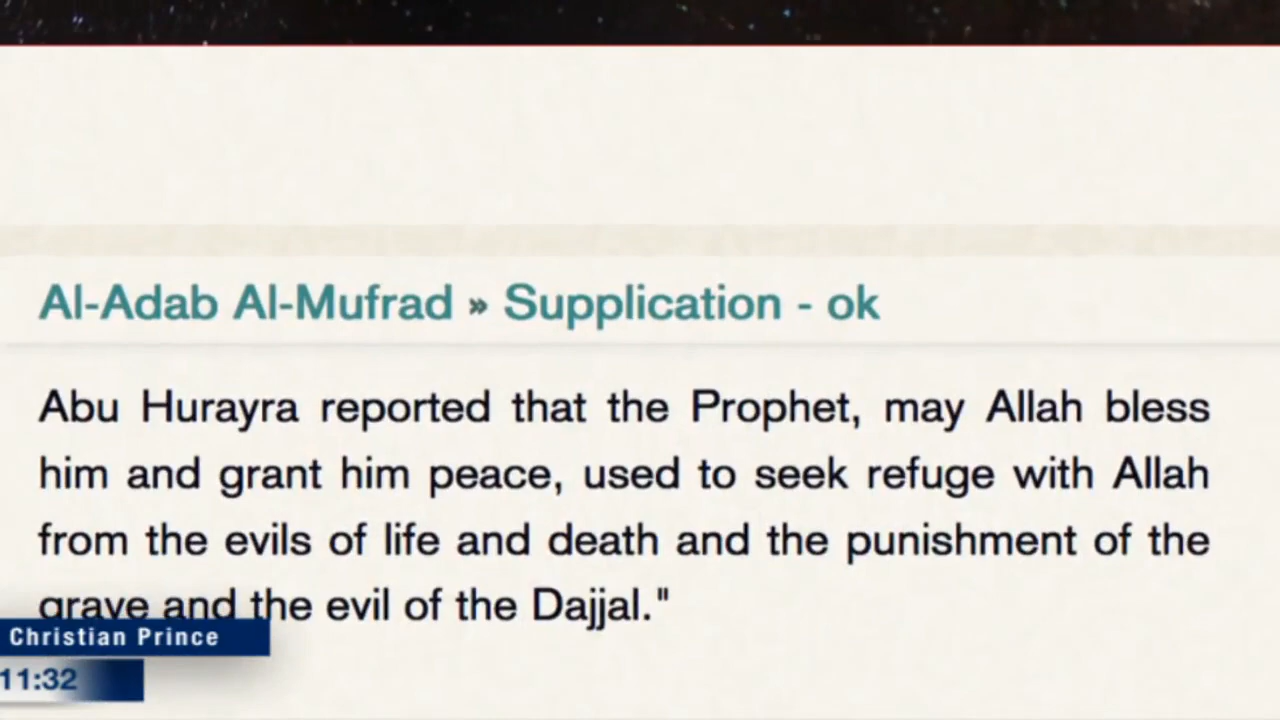 Al-Adab Al-Mufrad » Supplication - ok
Abu Hurayra reported that the Prophet, may Allah bless
him and grant him peace, used to seek refuge with Allah
from the evils of life and death and the punishment of the
grave and the evil of the Dajjal."
Christian Prince
11:32